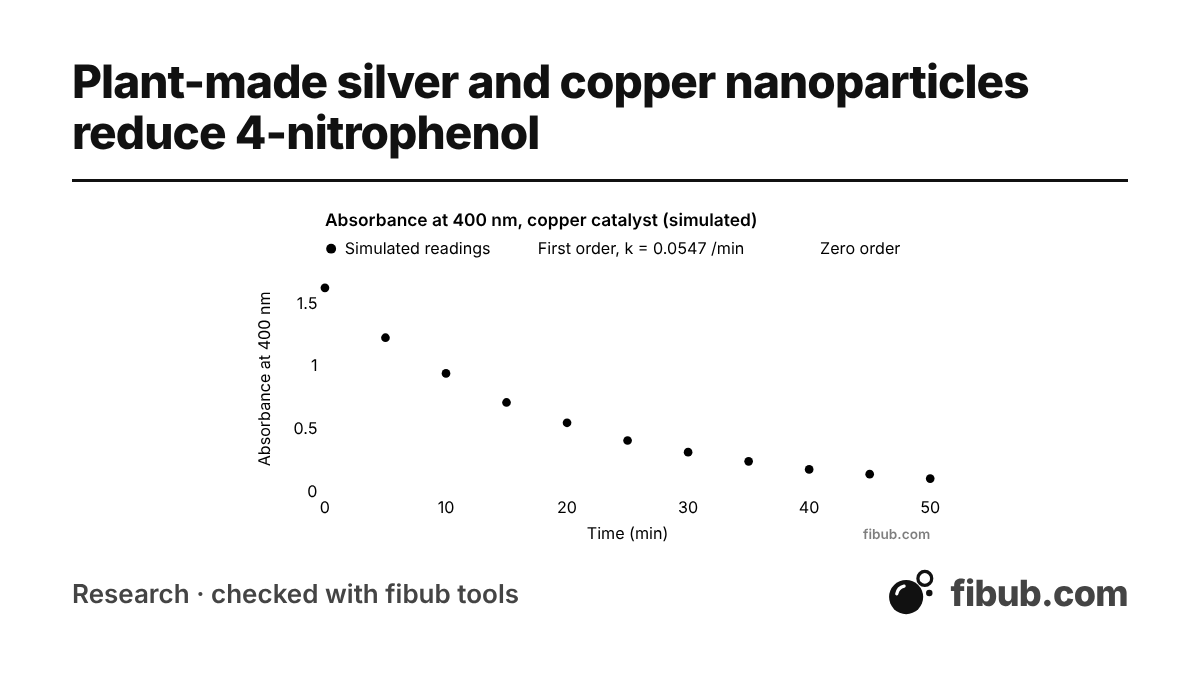 Plant-made silver and copper nanoparticles
reduce 4-nitrophenol
Absorbance at 400 nm, copper catalyst (simulated)
Simulated readings First order, k = 0.0547 /min Zero order
Absorbance at 400 nm
1.5
1
0.5
0
0 10 20 30 40 50
Time (min)
fibub.com
Research · checked with fibub tools
fibub.com